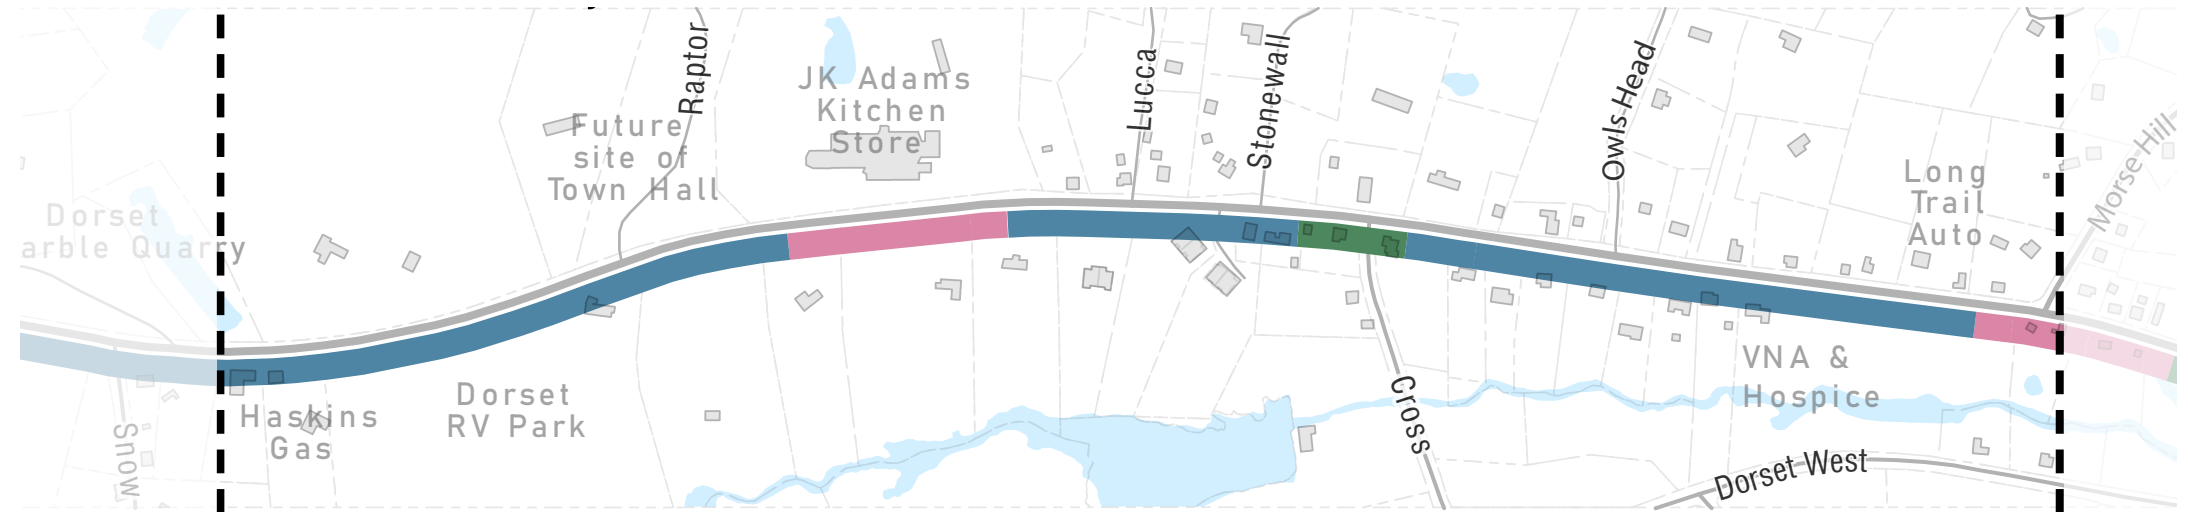 Raptor
JK Adams
Kitchen
Store
Future
site of
Town Hall
Lucca
Stonewall
Owls Head
Long
Trail
Auto
Morse Hill
Dorset
arble Quarry
Haskins
Gas
Dorset
RV Park
Snow
Cross
VNA &
Hospice
Dorset West